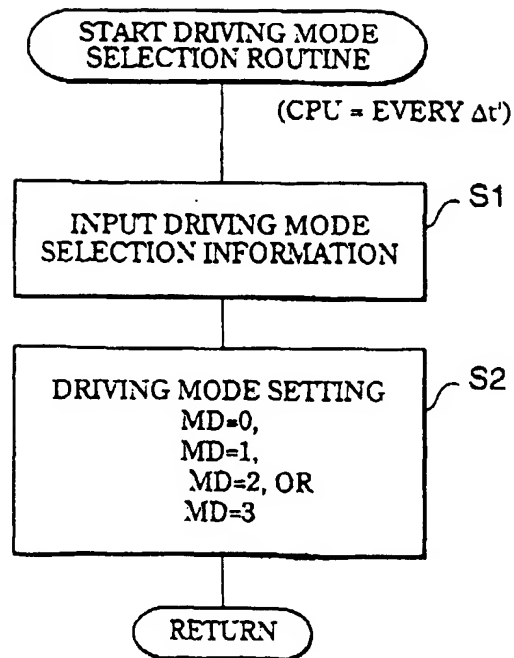 START DRIVING MODE
SELECTION ROUTINE
(CPU = EVERY Δt')
S1
INPUT DRIVING MODE
SELECTION INFORMATION
S2
DRIVING MODE SETTING
MD=0,
MD=1,
MD=2, OR
MD=3
RETURN